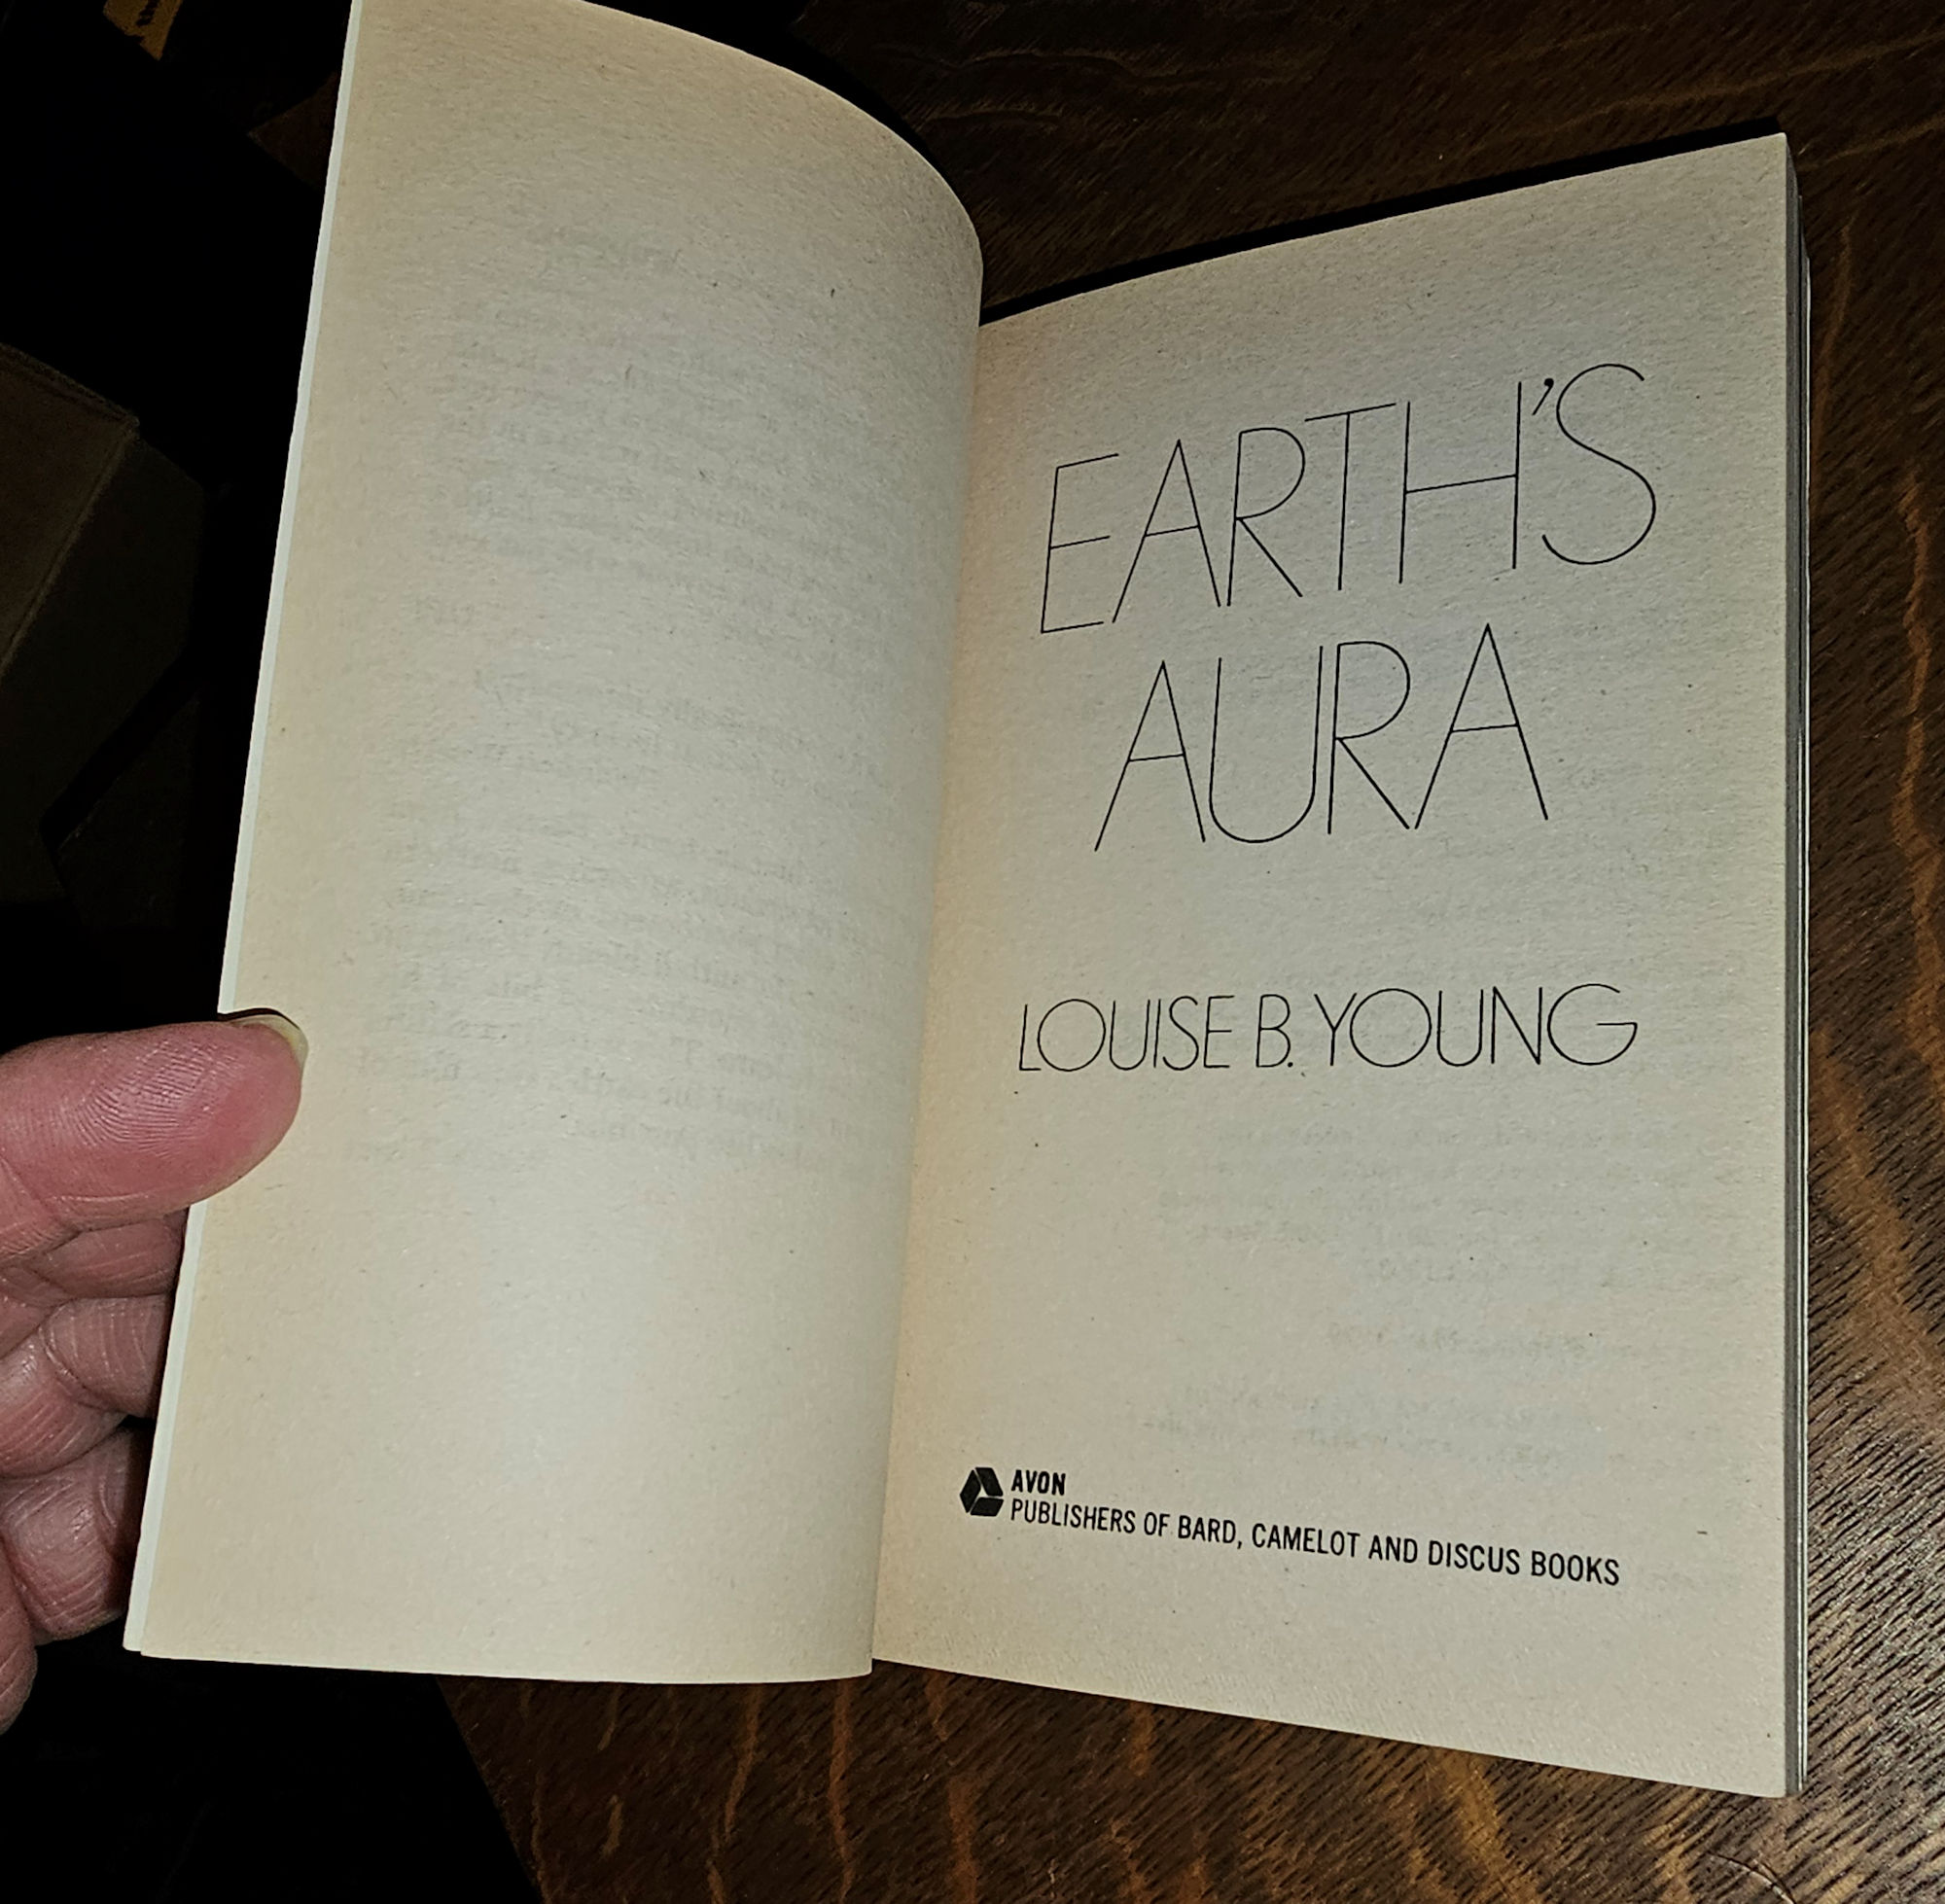 EARTH'S
AURA
LOUISE B. YOUNG
AVON
PUBLISHERS OF BARD, CAMELOT AND DISCUS BOOKS